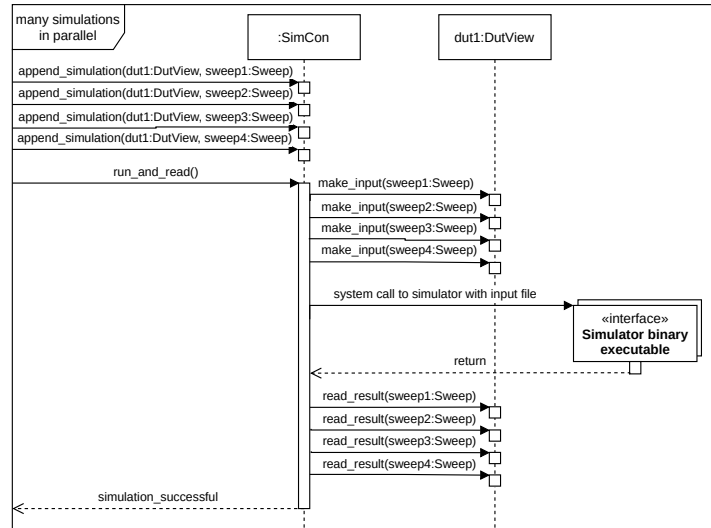 many simulations
in parallel
:SimCon
dut1:DutView
append_simulation(dut1:DutView, sweep1:Sweep)
append_simulation(dut1:DutView, sweep2:Sweep)
append_simulation(dut1:DutView, sweep3:Sweep)
append_simulation(dut1:DutView, sweep4:Sweep)
run_and_read()
make_input(sweep1:Sweep)
make_input(sweep2:Sweep)
make_input(sweep3:Sweep)
make_input(sweep4:Sweep)
system call to simulator with input file
«interface»
Simulator binary
executable
return
read_result(sweep1:Sweep)
read_result(sweep2:Sweep)
read_result(sweep3:Sweep)
read_result(sweep4:Sweep)
simulation_successful